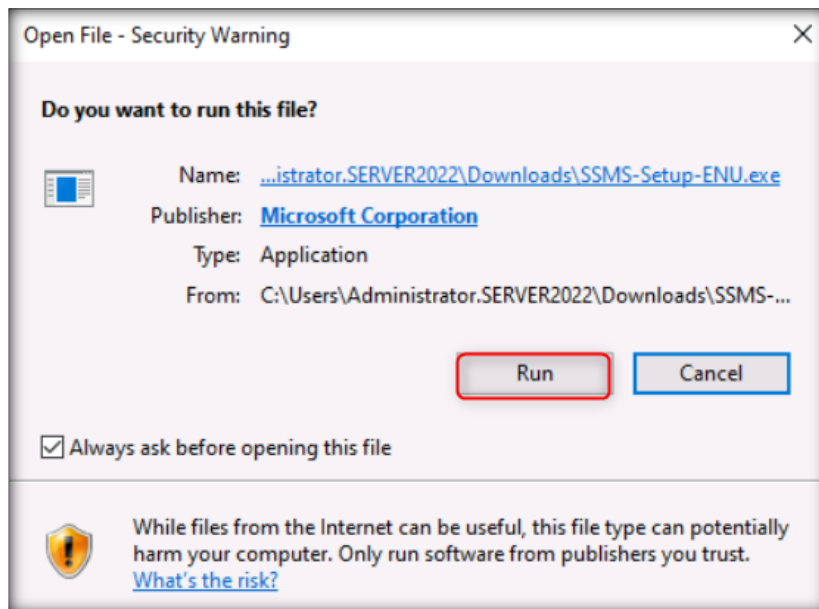 Open File - Security Warning
Do you want to run this file?
Name: ...istrator.SERVER2022\Downloads\SSMS-Setup-ENU.exe
Publisher: Microsoft Corporation
Type: Application
From: C:\Users\Administrator.SERVER2022\Downloads\SSMS-...
Run Cancel
Always ask before opening this file
While files from the Internet can be useful, this file type can potentially
harm your computer. Only run software from publishers you trust.
What's the risk?